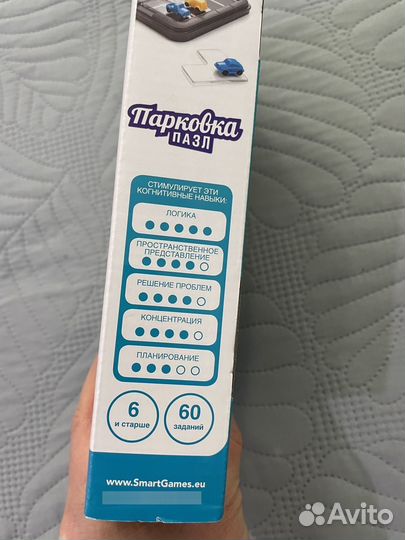 Парковка
ПАЗЛ
СТИМУЛИРУЕТ ЭТИ
КОГНИТИВНЫЕ НАВЫКИ:
ЛОГИКА
ПРОСТРАНСТВЕННОЕ
ПРЕДСТАВЛЕНИЕ
РЕШЕНИЕ ПРОБЛЕМ
КОНЦЕНТРАЦИЯ
ПЛАНИРОВАНИЕ
6
и старше
60
заданий
www.SmartGames.eu
Avito